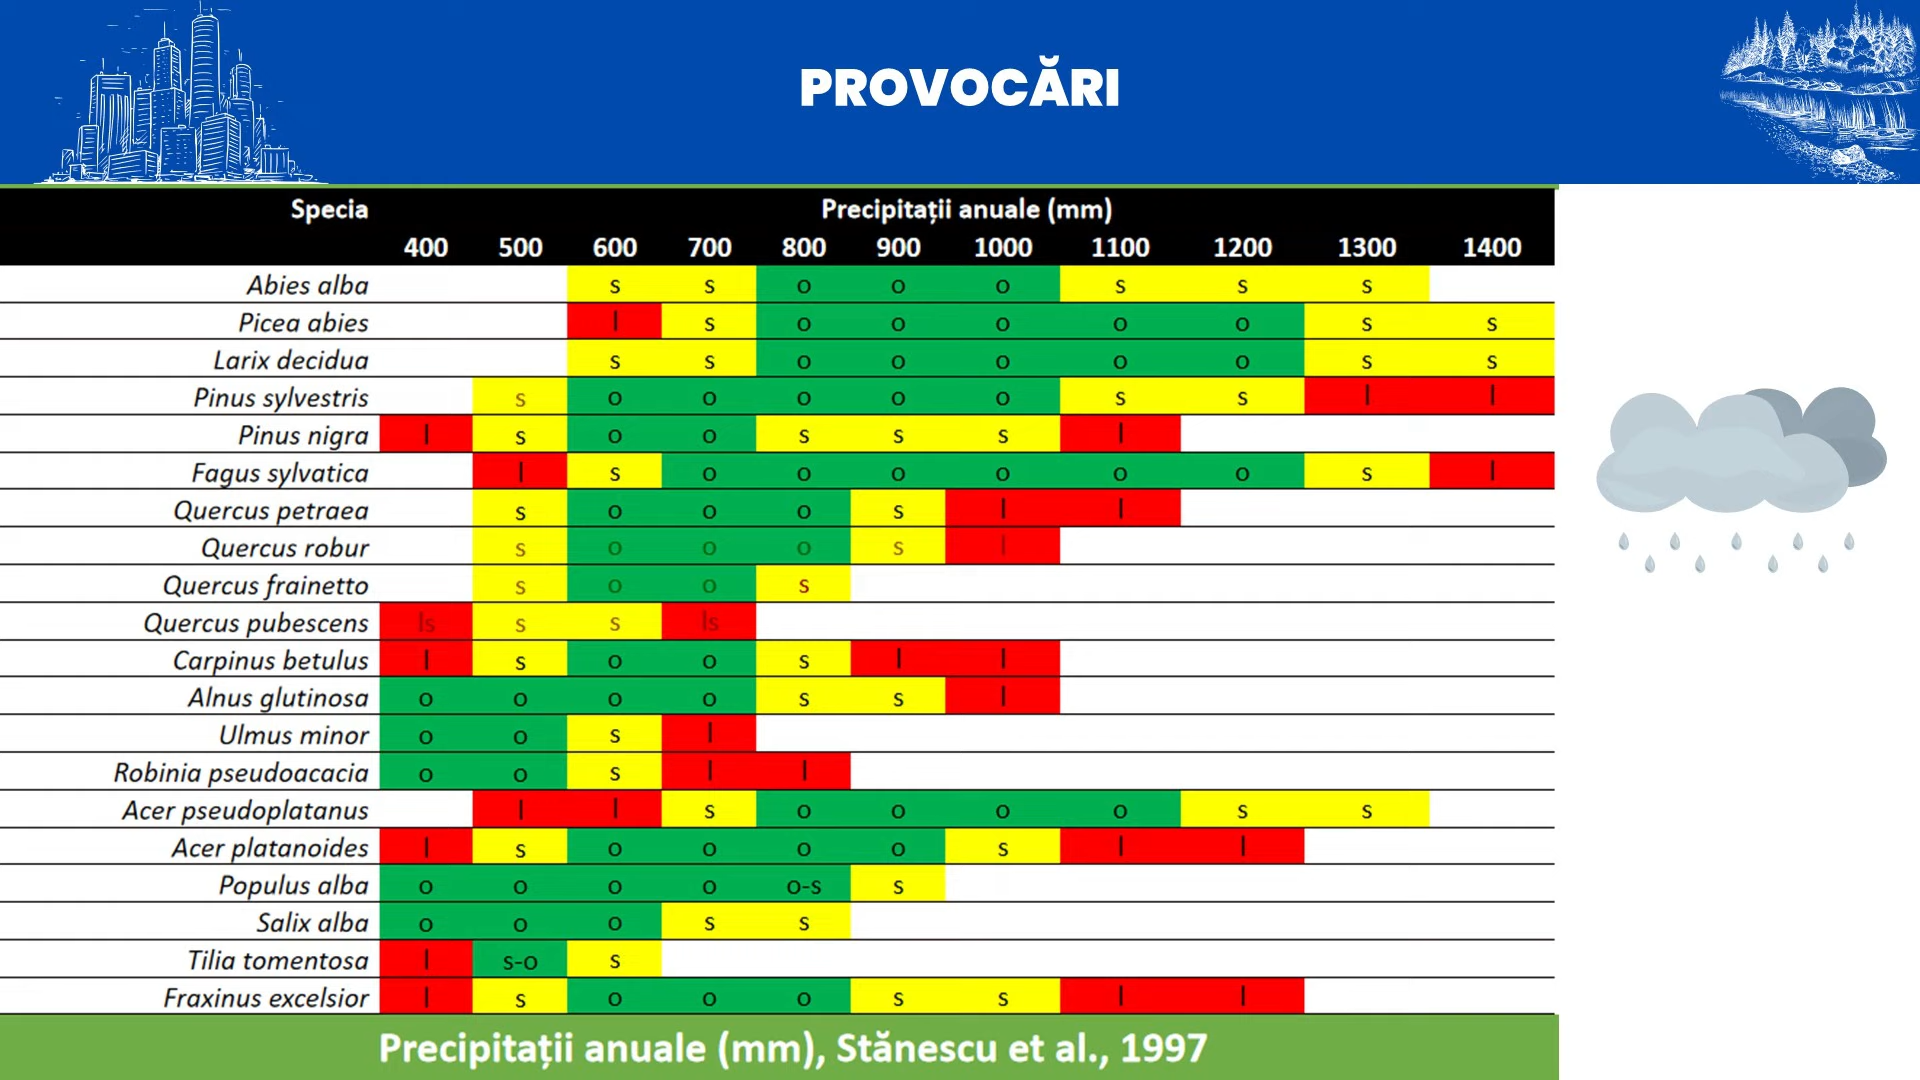 PROVOCĂRI
Specia Precipitații anuale (mm)
400 500 600 700 800 900 1000 1100 1200 1300 1400
Abies alba s s o o o s s s
Picea abies l s o o o o o s s
Larix decidua s s o o o o o s s
Pinus sylvestris s o o o o o s s l l
Pinus nigra l s o o s s s l
Fagus sylvatica l s o o o o o o s l
Quercus petraea s o o o s l l
Quercus robur s o o o s l
Quercus frainetto s o o s
Quercus pubescens ls s s ls
Carpinus betulus l s o o s l l
Alnus glutinosa o o o o s s l
Ulmus minor o o s l
Robinia pseudoacacia o o s l l
Acer pseudoplatanus l l s o o o o s s
Acer platanoides l s o o o o s l l
Populus alba o o o o o-s s
Salix alba o o o s s
Tilia tomentosa l s-o s
Fraxinus excelsior l s o o o s s l l
Precipitații anuale (mm), Stănescu et al., 1997